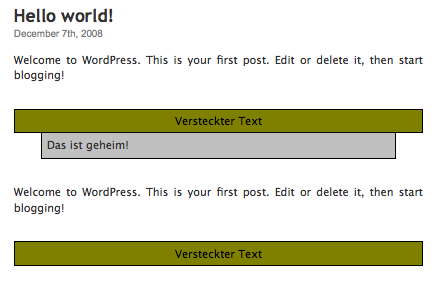 Hello world!
December 7th, 2008
Welcome to WordPress. This is your first post. Edit or delete it, then start
blogging!
Versteckter Text
Das ist geheim!
Welcome to WordPress. This is your first post. Edit or delete it, then start
blogging!
Versteckter Text